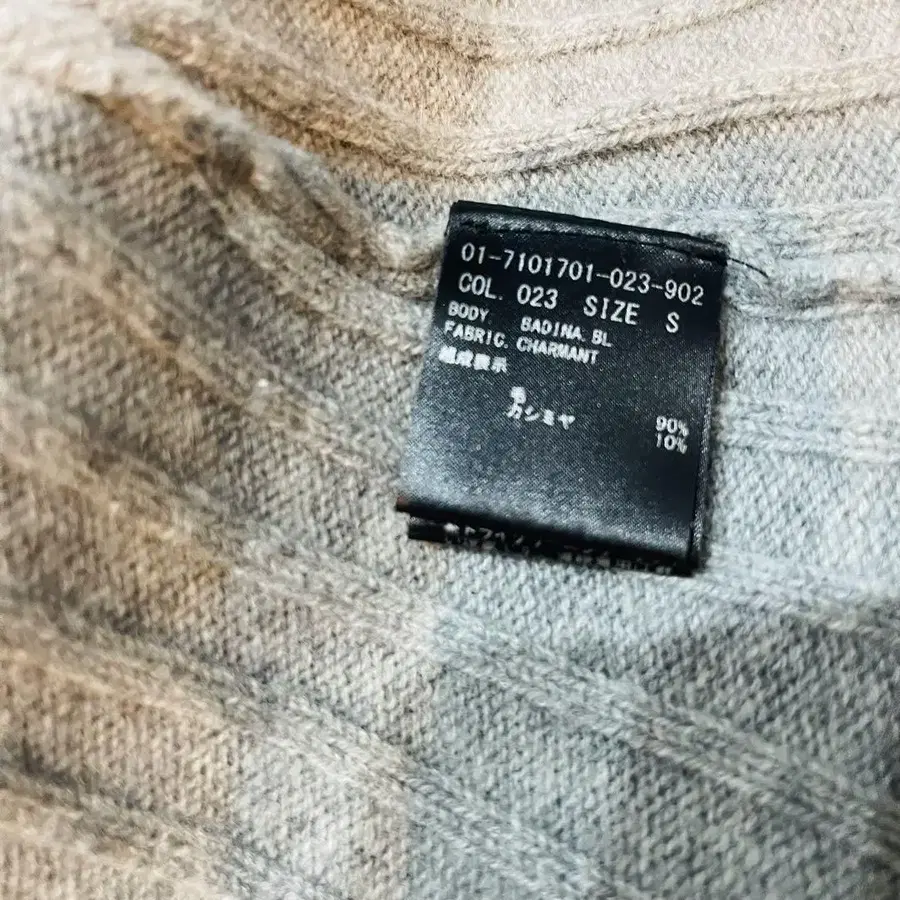 01-7101701-023-902
COL. 023 SIZE S
BODY. BADINA.BL
FABRIC. CHARMANT
組成表示
毛 90%
カシミヤ 10%